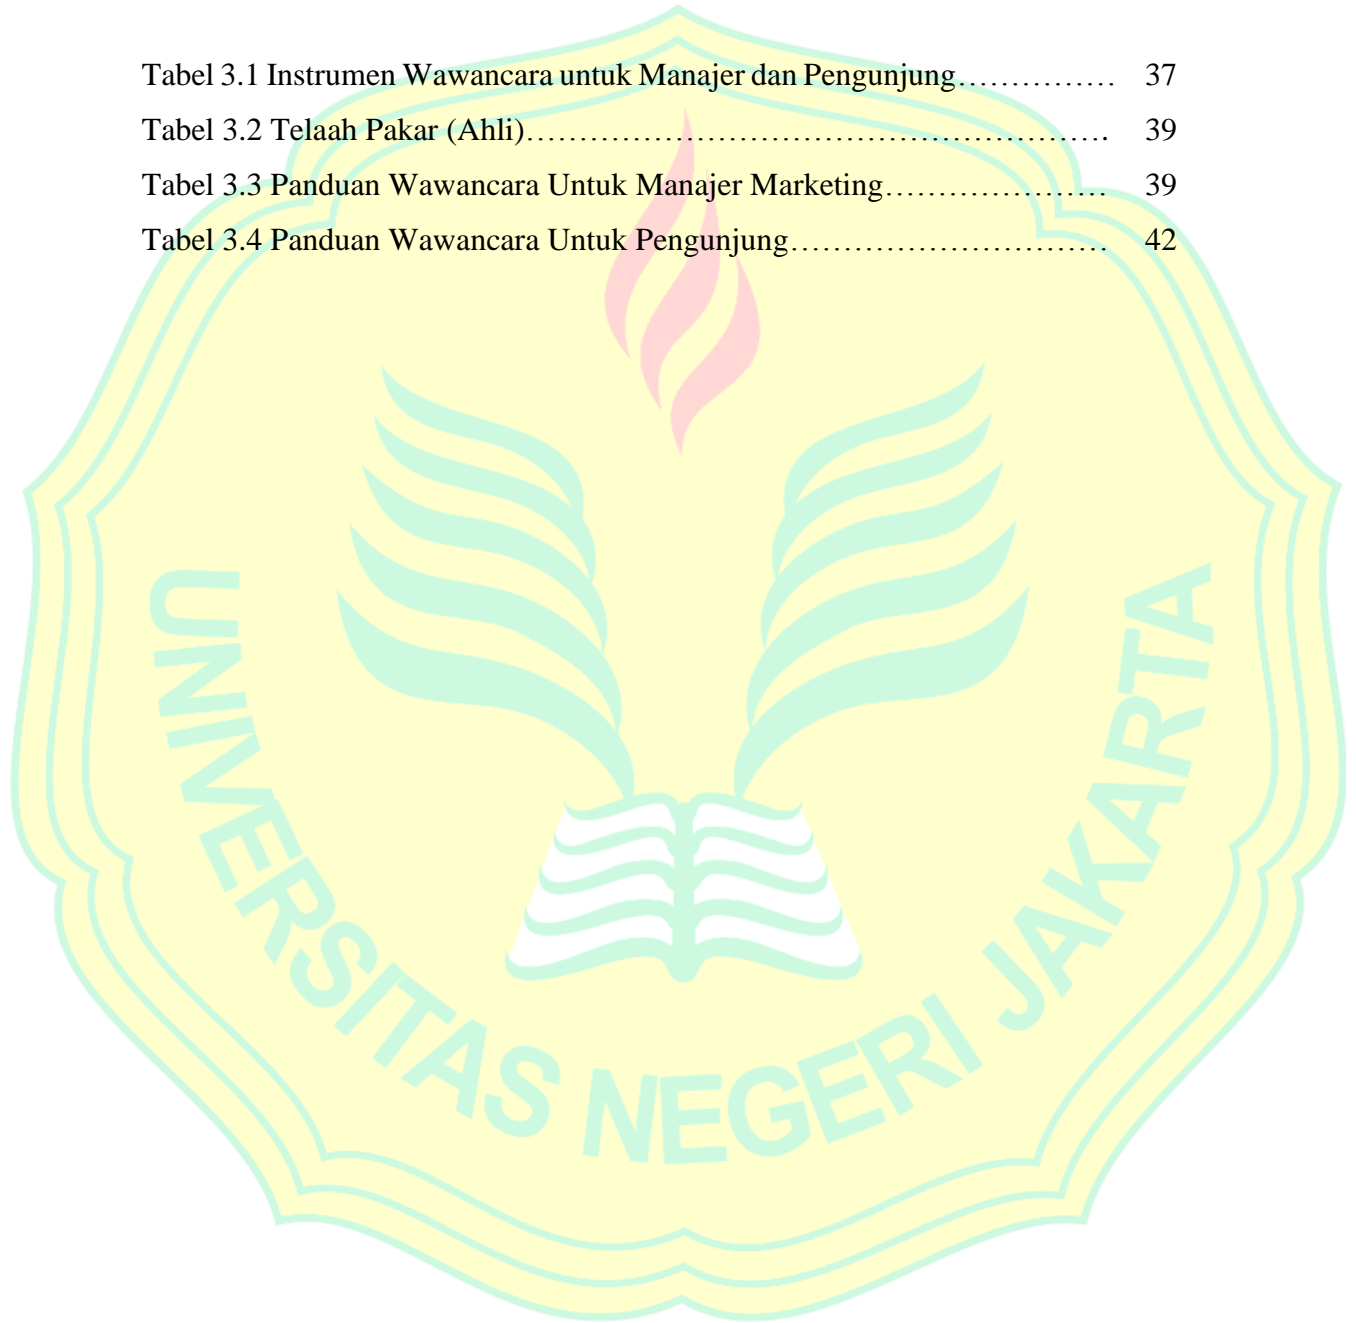 Tabel 3.1 Instrumen Wawancara untuk Manajer dan Pengunjung…………… 37
Tabel 3.2 Telaah Pakar (Ahli)………………………………………………. 39
Tabel 3.3 Panduan Wawancara Untuk Manajer Marketing………………… 39
Tabel 3.4 Panduan Wawancara Untuk Pengunjung………………………… 42
UNIVERSITAS NEGERI JAKARTA